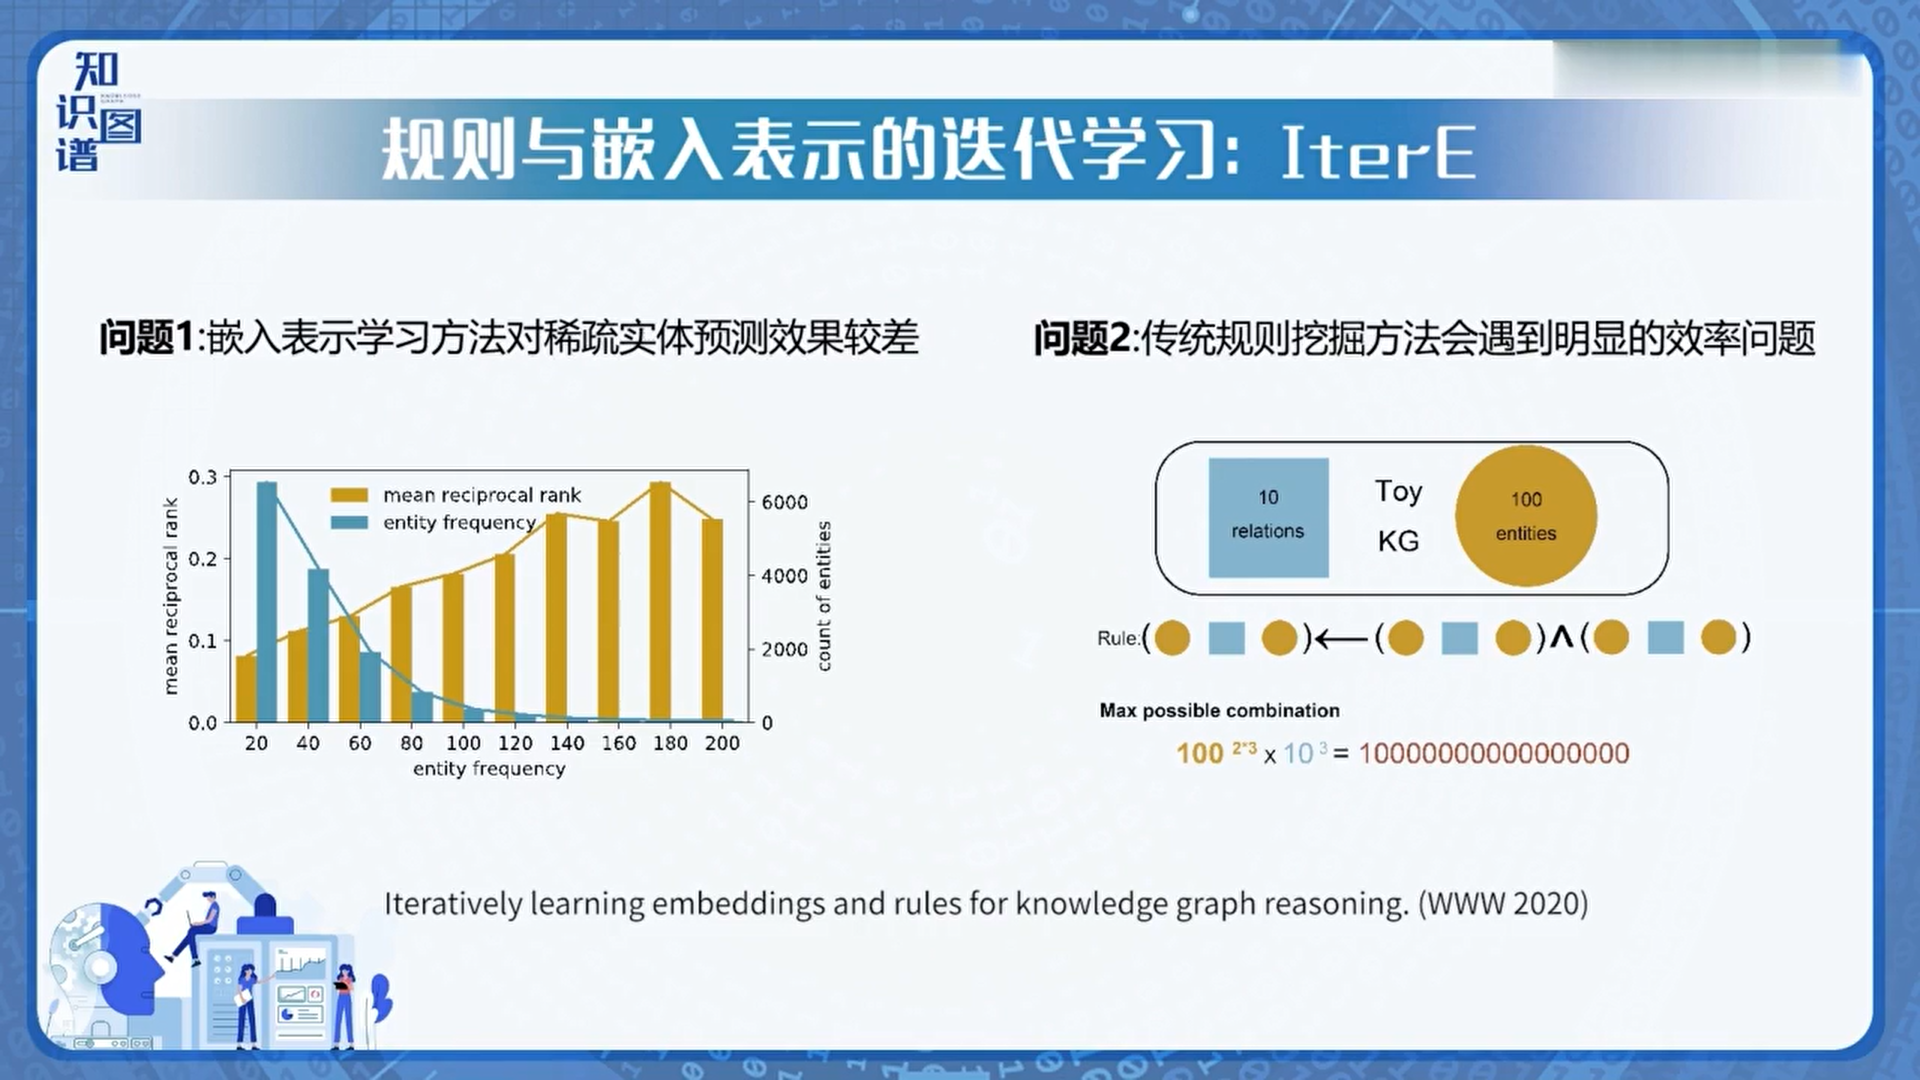 知识图谱
规则与嵌入表示的迭代学习：IterE
问题1:嵌入表示学习方法对稀疏实体预测效果较差
mean reciprocal rank
entity frequency
0.3
0.2
0.1
0.0
mean reciprocal rank
6000
4000
2000
0
count of entities
20 40 60 80 100 120 140 160 180 200
entity frequency
问题2:传统规则挖掘方法会遇到明显的效率问题
10
relations
Toy
KG
100
entities
Rule:( )←( )∧( )
Max possible combination
100 2*3 x 10 3 = 1000000000000000
Iteratively learning embeddings and rules for knowledge graph reasoning. (WWW 2020)